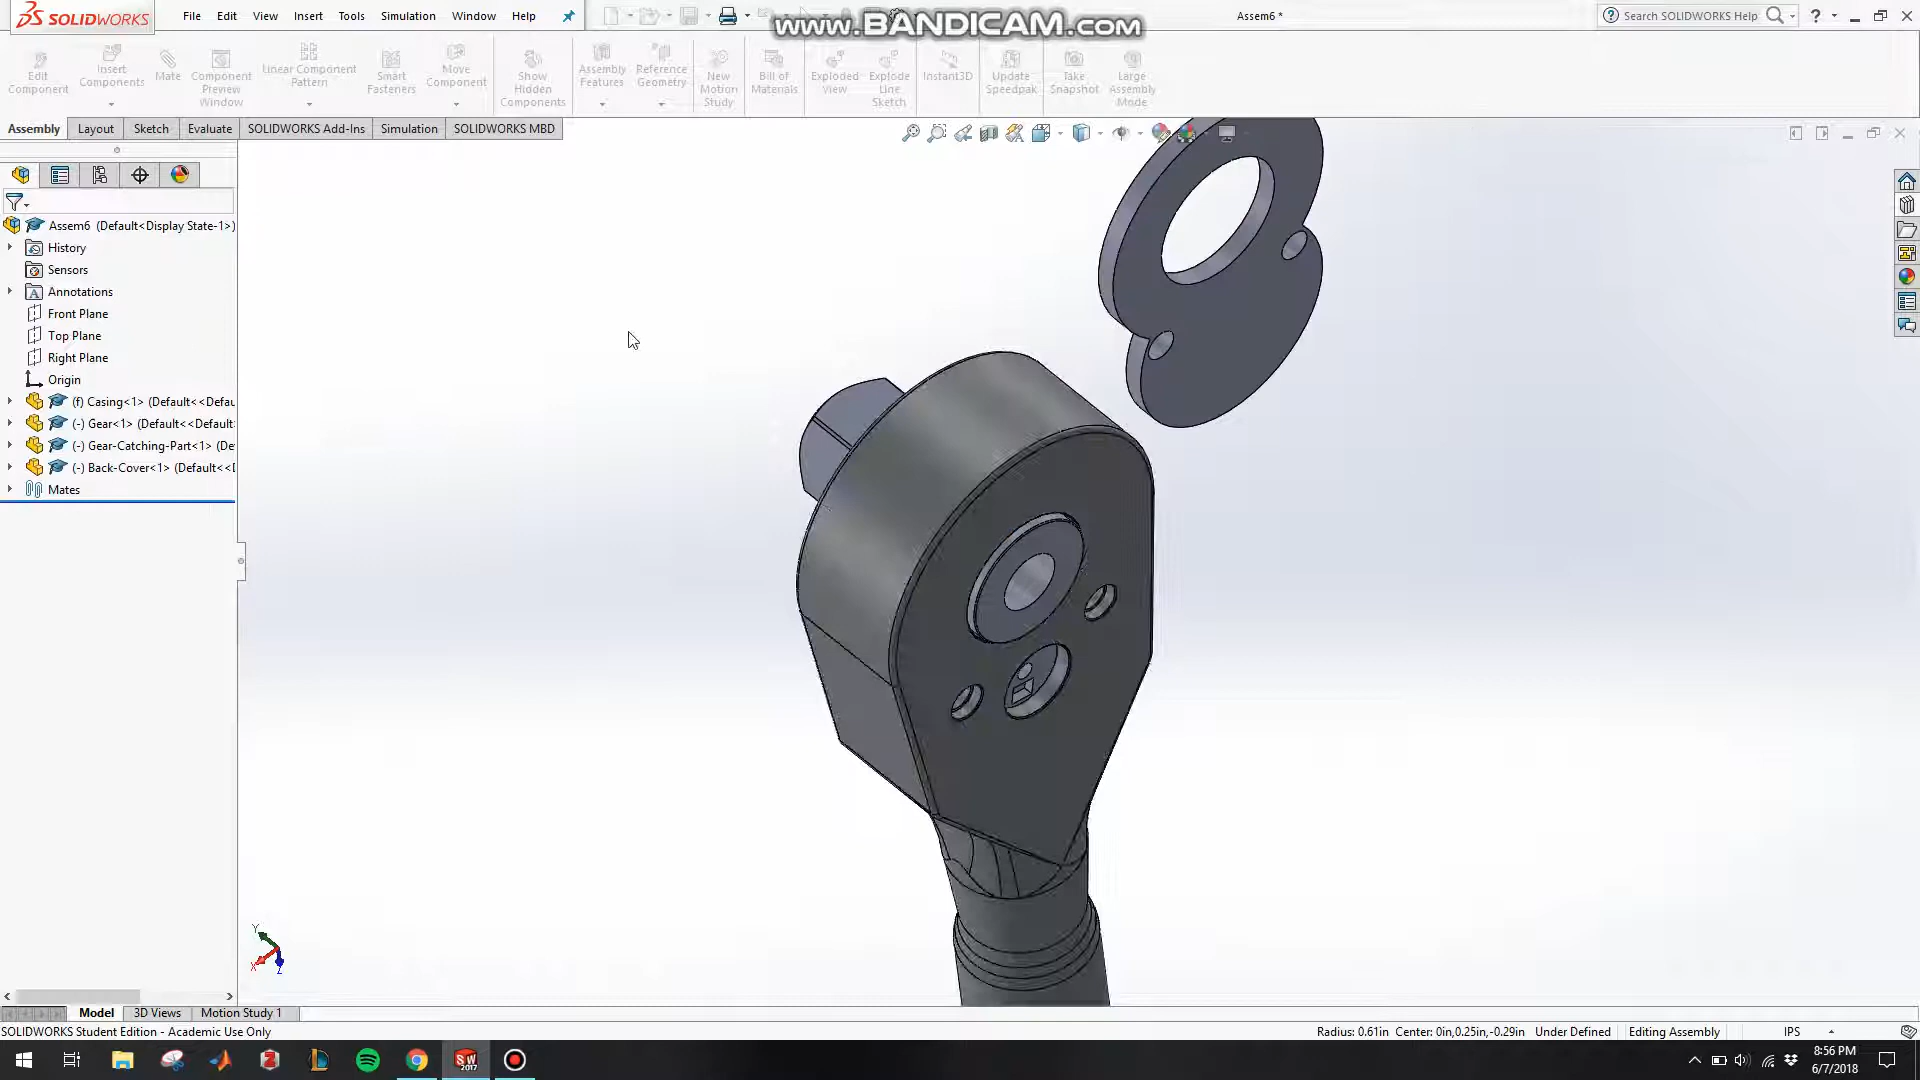 SOLIDWORKS
File Edit View Insert Tools Simulation Window Help
www.BANDICAM.com
Assem6 *
Search SOLIDWORKS Help
Edit Component
Insert Components
Mate
Component Preview Window
Linear Component Pattern
Smart Fasteners
Move Component
Show Hidden Components
Assembly Features
Reference Geometry
New Motion Study
Bill of Materials
Exploded View
Explode Line Sketch
Instant3D
Update Speedpak
Take Snapshot
Large Assembly Mode
Assembly Layout Sketch Evaluate SOLIDWORKS Add-Ins Simulation SOLIDWORKS MBD
Assem6 (Default<Display State-1>)
History
Sensors
Annotations
Front Plane
Top Plane
Right Plane
Origin
(f) Casing<1> (Default<<Defau
(-) Gear<1> (Default<<Default
(-) Gear-Catching-Part<1> (De
(-) Back-Cover<1> (Default<<D
Mates
Y
X
Z
Model 3D Views Motion Study 1
SOLIDWORKS Student Edition - Academic Use Only
Radius: 0.61in Center: 0in,0.25in,-0.29in Under Defined Editing Assembly IPS
SW 2017
8:56 PM
6/7/2018